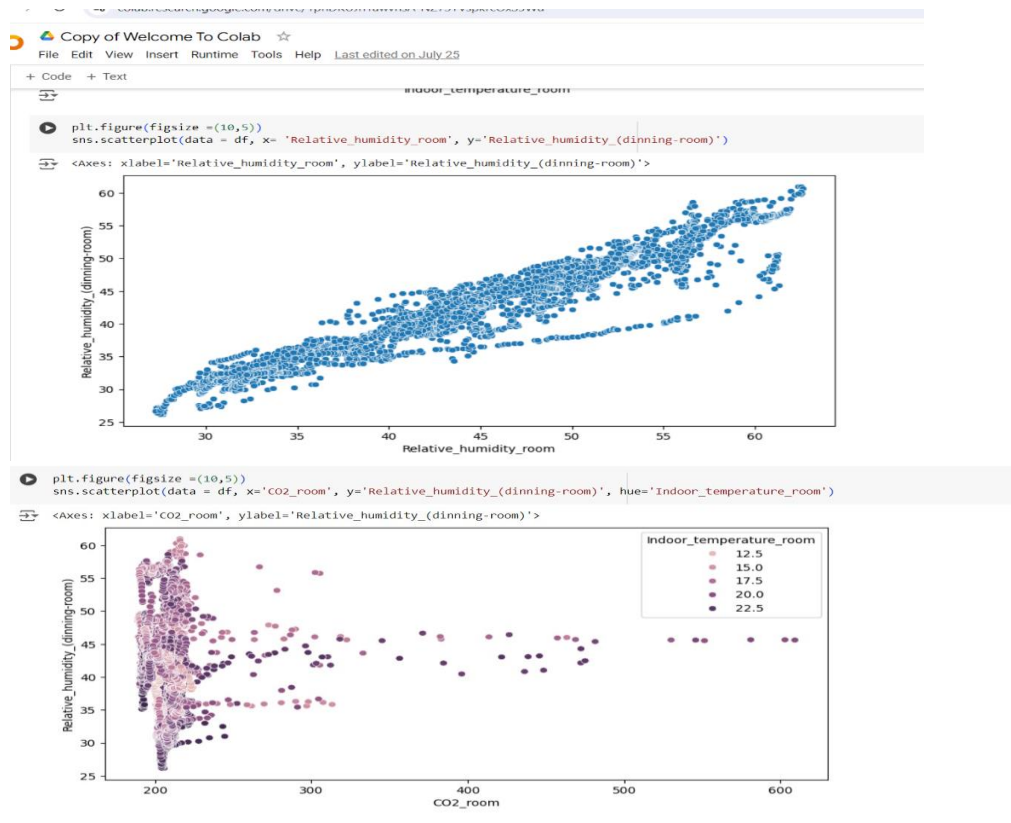 Copy of Welcome To Colab
File Edit View Insert Runtime Tools Help Last edited on July 25
+ Code + Text
Indoor_temperature_room
plt.figure(figsize =(10,5))
sns.scatterplot(data = df, x= 'Relative_humidity_room', y='Relative_humidity_(dinning-room)')
<Axes: xlabel='Relative_humidity_room', ylabel='Relative_humidity_(dinning-room)'>
Relative_humidity_(dinning-room)
60
55
50
45
40
35
30
25
30 35 40 45 50 55 60
Relative_humidity_room
plt.figure(figsize =(10,5))
sns.scatterplot(data = df, x='CO2_room', y='Relative_humidity_(dinning-room)', hue='Indoor_temperature_room')
<Axes: xlabel='CO2_room', ylabel='Relative_humidity_(dinning-room)'>
Relative_humidity_(dinning-room)
60
55
50
45
40
35
30
25
Indoor_temperature_room
12.5
15.0
17.5
20.0
22.5
200 300 400 500 600
CO2_room